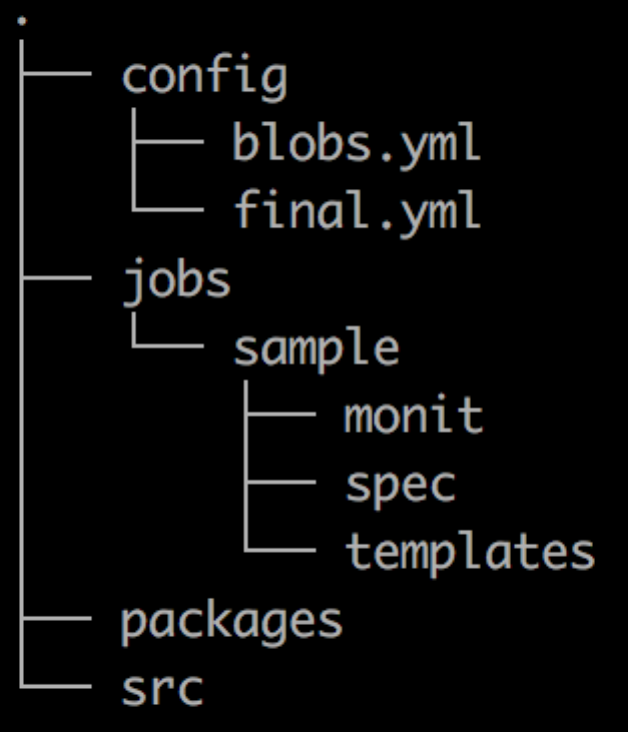 .
config
blobs.yml
final.yml
jobs
sample
monit
spec
templates
packages
src